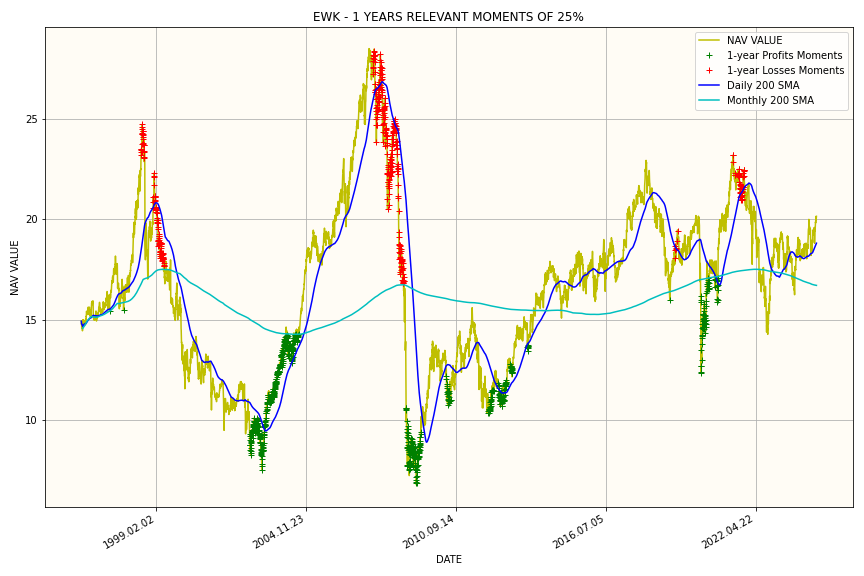 EWK - 1 YEARS RELEVANT MOMENTS OF 25%
NAV VALUE
1-year Profits Moments
1-year Losses Moments
Daily 200 SMA
Monthly 200 SMA
25
20
15
10
NAV VALUE
1999.02.02
2004.11.23
2010.09.14
2016.07.05
2022.04.22
DATE